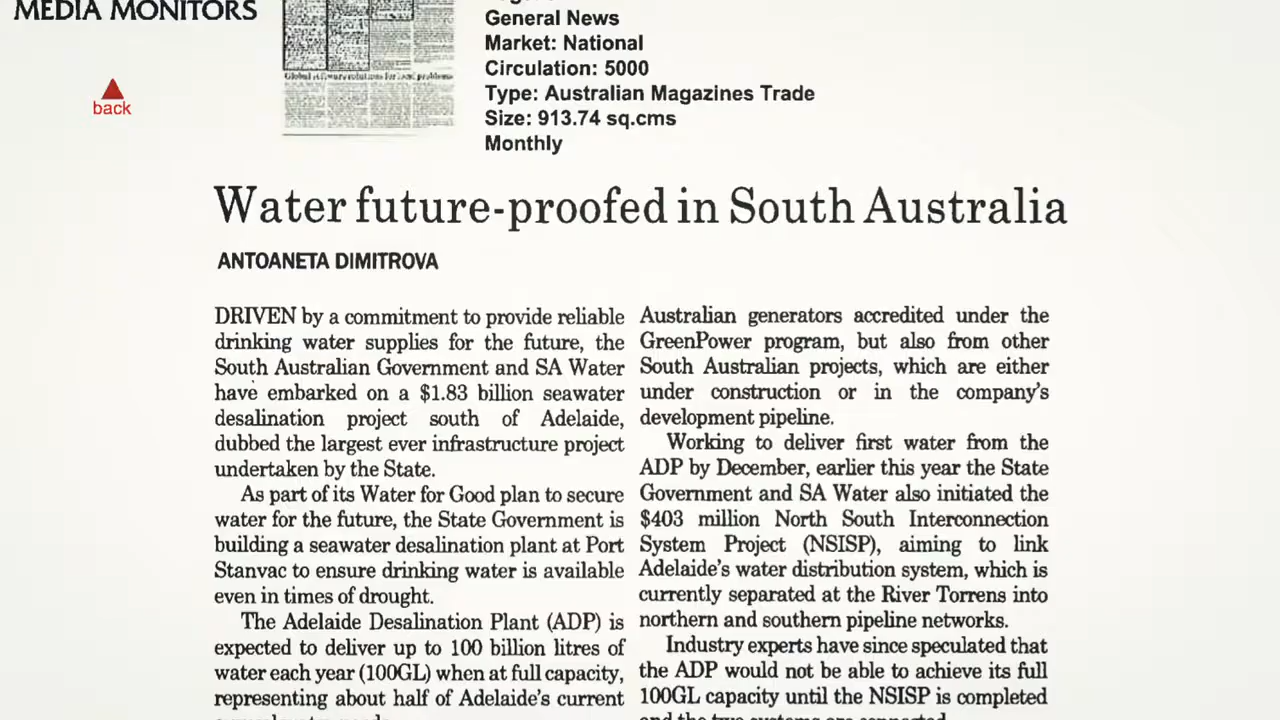 MEDIA MONITORS
General News
Market: National
Circulation: 5000
Type: Australian Magazines Trade
Size: 913.74 sq.cms
Monthly
back
Global software solutions for local problems
Water future-proofed in South Australia
ANTOANETA DIMITROVA
DRIVEN by a commitment to provide reliable
drinking water supplies for the future, the
South Australian Government and SA Water
have embarked on a $1.83 billion seawater
desalination project south of Adelaide,
dubbed the largest ever infrastructure project
undertaken by the State.
As part of its Water for Good plan to secure
water for the future, the State Government is
building a seawater desalination plant at Port
Stanvac to ensure drinking water is available
even in times of drought.
The Adelaide Desalination Plant (ADP) is
expected to deliver up to 100 billion litres of
water each year (100GL) when at full capacity,
representing about half of Adelaide's current
Australian generators accredited under the
GreenPower program, but also from other
South Australian projects, which are either
under construction or in the company's
development pipeline.
Working to deliver first water from the
ADP by December, earlier this year the State
Government and SA Water also initiated the
$403 million North South Interconnection
System Project (NSISP), aiming to link
Adelaide's water distribution system, which is
currently separated at the River Torrens into
northern and southern pipeline networks.
Industry experts have since speculated that
the ADP would not be able to achieve its full
100GL capacity until the NSISP is completed
and the two systems are connected.